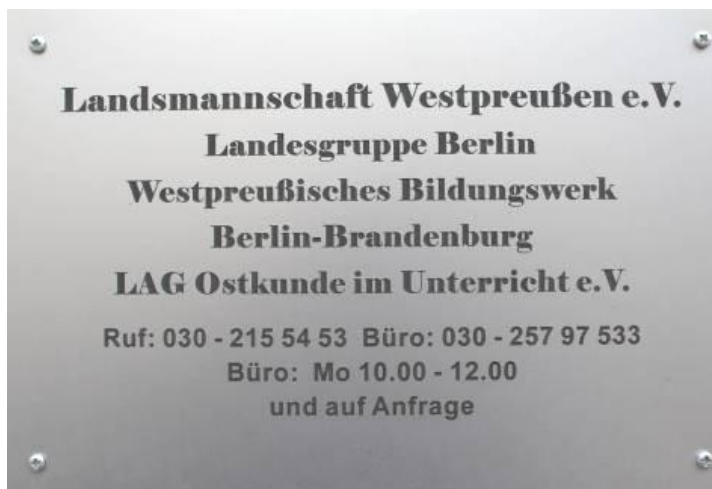 Landsmannschaft Westpreußen e.V.
Landesgruppe Berlin
Westpreußisches Bildungswerk
Berlin-Brandenburg
LAG Ostkunde im Unterricht e.V.
Ruf: 030 - 215 54 53 Büro: 030 - 257 97 533
Büro: Mo 10.00 - 12.00
und auf Anfrage